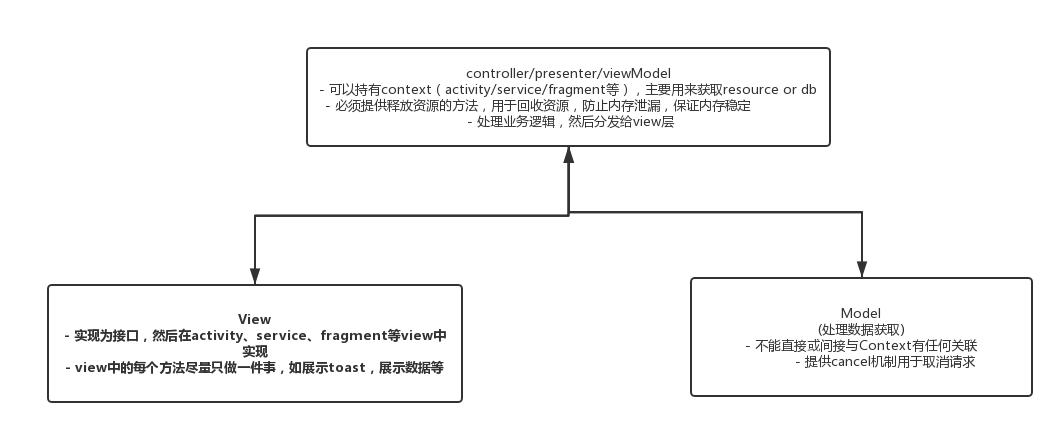 controller/presenter/viewModel
- 可以持有context（activity/service/fragment等），主要用来获取resource or db
- 必须提供释放资源的方法，用于回收资源，防止内存泄漏，保证内存稳定
- 处理业务逻辑，然后分发给view层
View
- 实现为接口，然后在activity、service、fragment等view中
实现
- view中的每个方法尽量只做一件事，如展示toast，展示数据等
Model
(处理数据获取)
- 不能直接或间接与Context有任何关联
- 提供cancel机制用于取消请求